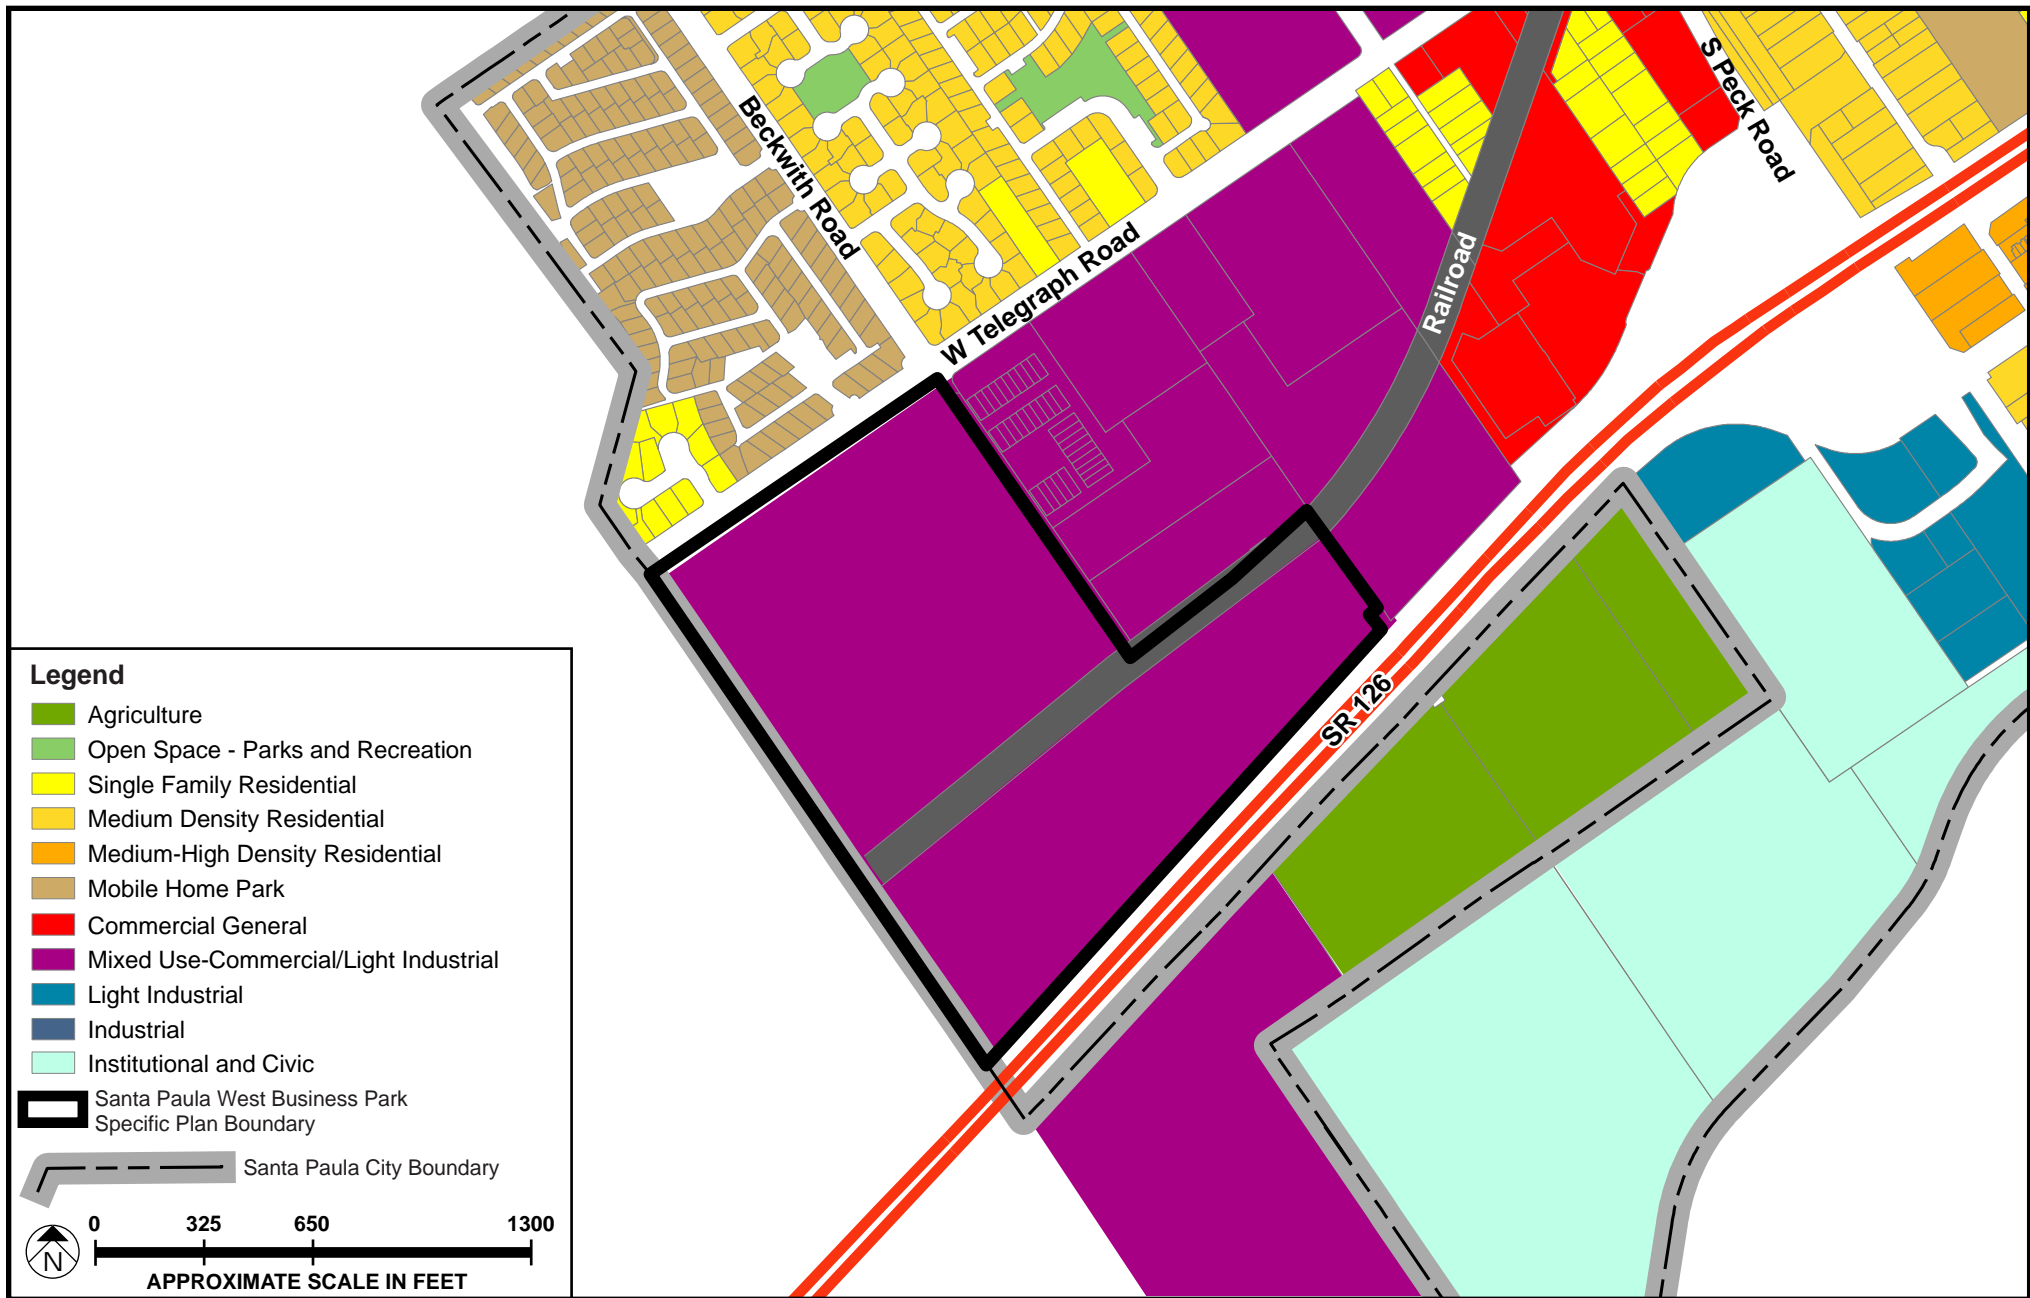 S Peck Road
Beckwith Road
W Telegraph Road
Railroad
SR 126
Legend
Agriculture
Open Space - Parks and Recreation
Single Family Residential
Medium Density Residential
Medium-High Density Residential
Mobile Home Park
Commercial General
Mixed Use-Commercial/Light Industrial
Light Industrial
Industrial
Institutional and Civic
Santa Paula West Business Park
Specific Plan Boundary
Santa Paula City Boundary
0 325 650 1300
N
APPROXIMATE SCALE IN FEET